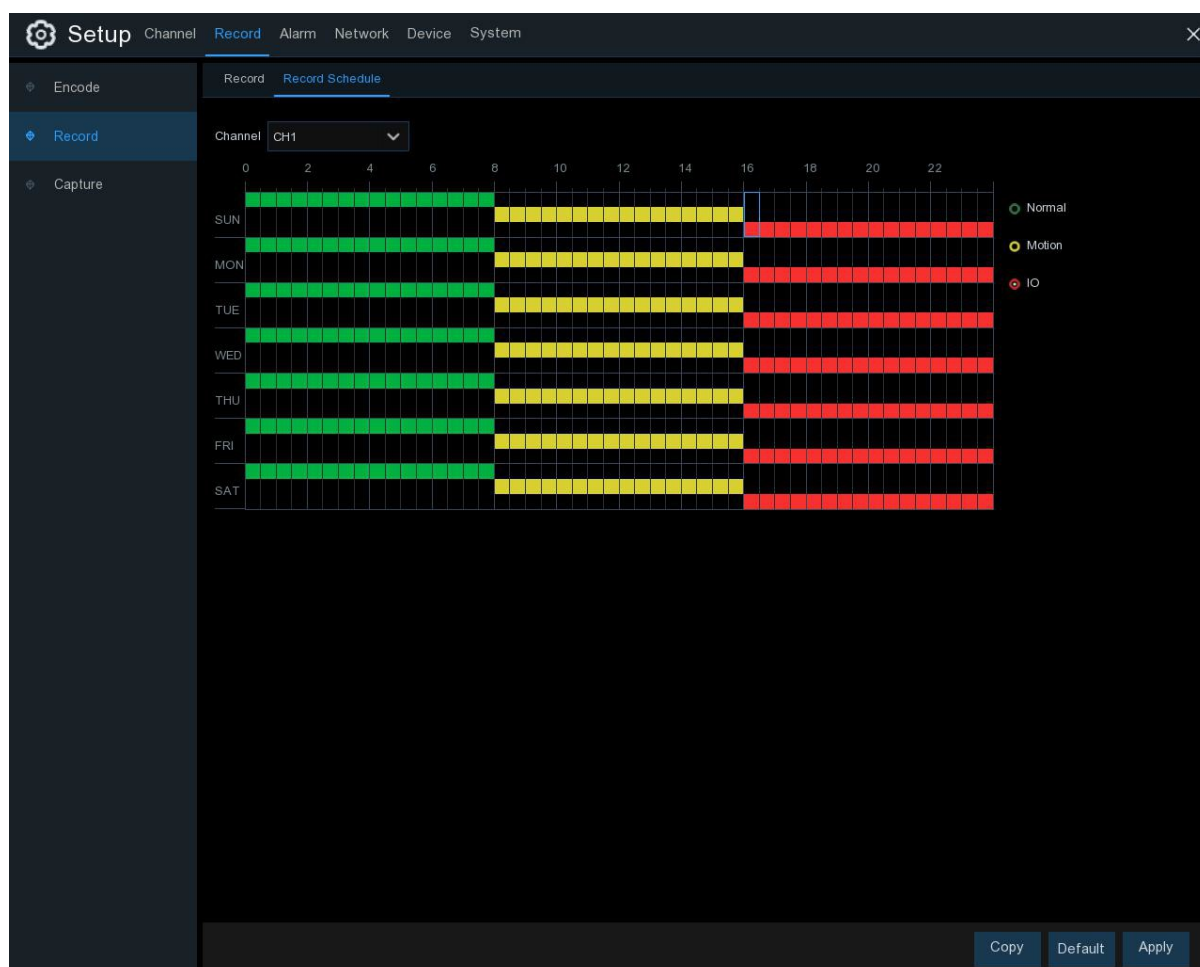 Setup Channel Record Alarm Network Device System
Encode
Record
Capture
Record Record Schedule
Channel CH1
0 2 4 6 8 10 12 14 16 18 20 22
SUN
MON
TUE
WED
THU
FRI
SAT
Normal
Motion
IO
Copy Default Apply